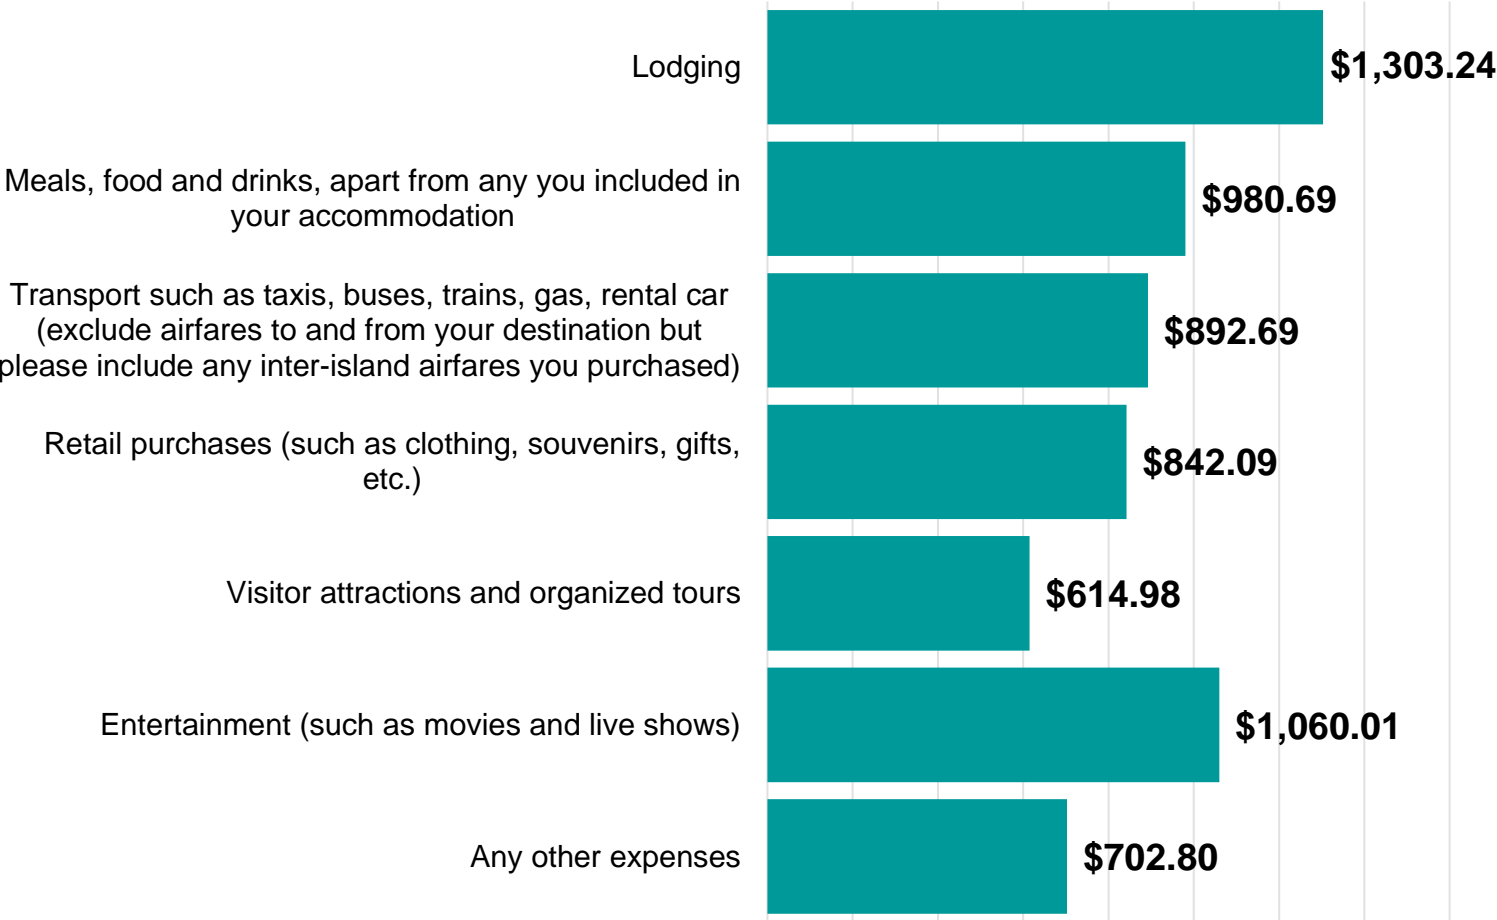 Lodging
$1,303.24
Meals, food and drinks, apart from any you included in
your accommodation
$980.69
Transport such as taxis, buses, trains, gas, rental car
(exclude airfares to and from your destination but
please include any inter-island airfares you purchased)
$892.69
Retail purchases (such as clothing, souvenirs, gifts,
etc.)
$842.09
Visitor attractions and organized tours
$614.98
Entertainment (such as movies and live shows)
$1,060.01
Any other expenses
$702.80